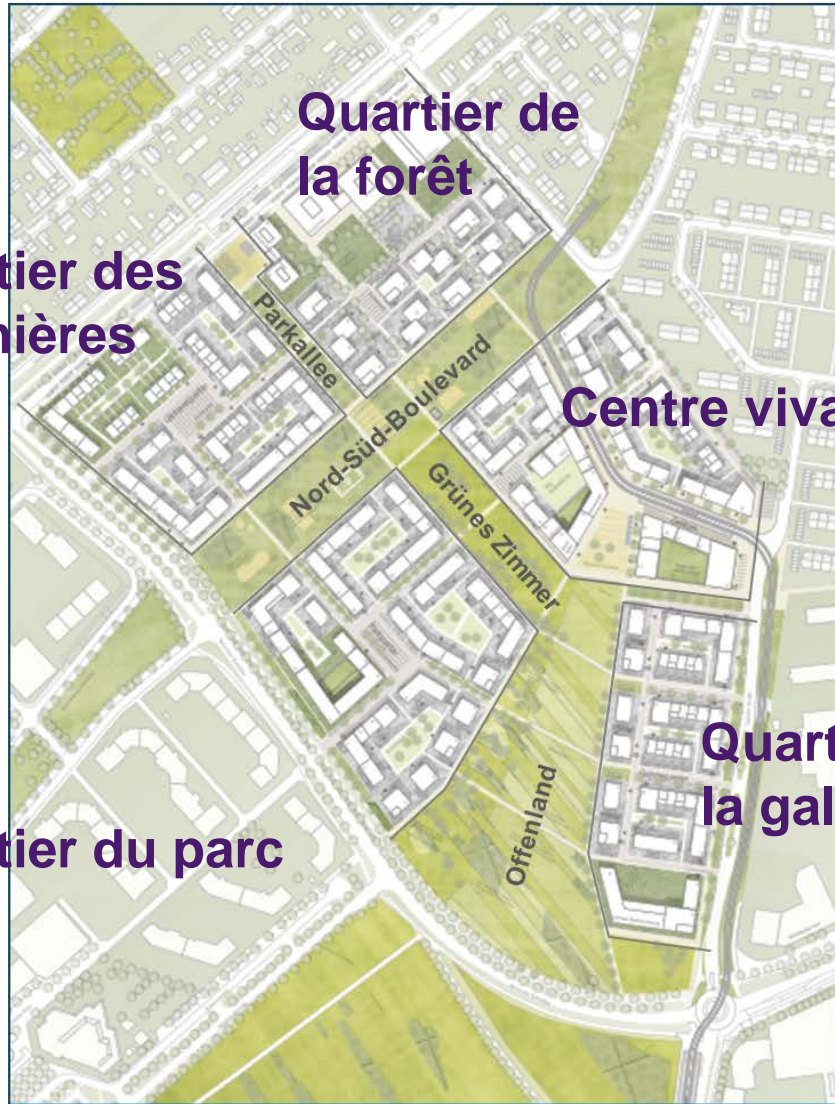 Quartier de
la forêt
tier des
nières
Parkallee
Nord-Süd-Boulevard
Centre viva
Grünes Zimmer
Quart
la gal
Offenland
tier du parc